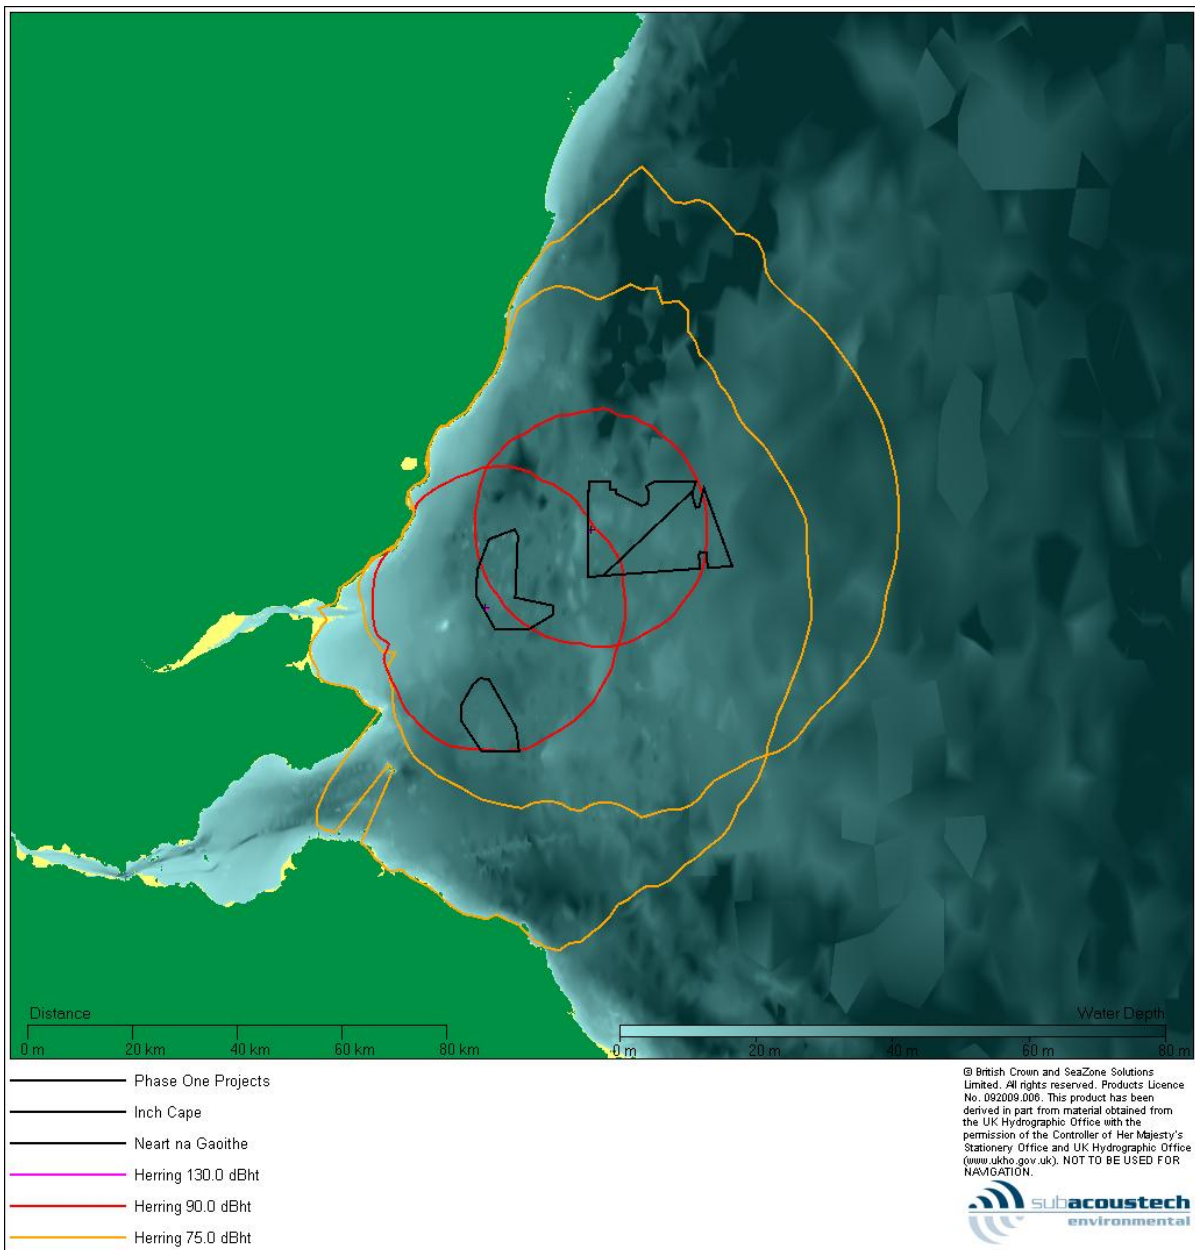 Distance
0 m 20 km 40 km 60 km 80 km
Water Depth
0 m 20 m 40 m 60 m 80 m
Phase One Projects
Inch Cape
Neart na Gaoithe
Herring 130.0 dBht
Herring 90.0 dBht
Herring 75.0 dBht
© British Crown and SeaZone Solutions
Limited. All rights reserved. Products Licence
No. 092009.006. This product has been
derived in part from material obtained from
the UK Hydrographic Office with the
permission of the Controller of Her Majesty's
Stationery Office and UK Hydrographic Office
(www.ukho.gov.uk). NOT TO BE USED FOR
NAVIGATION.
subacoustech
environmental